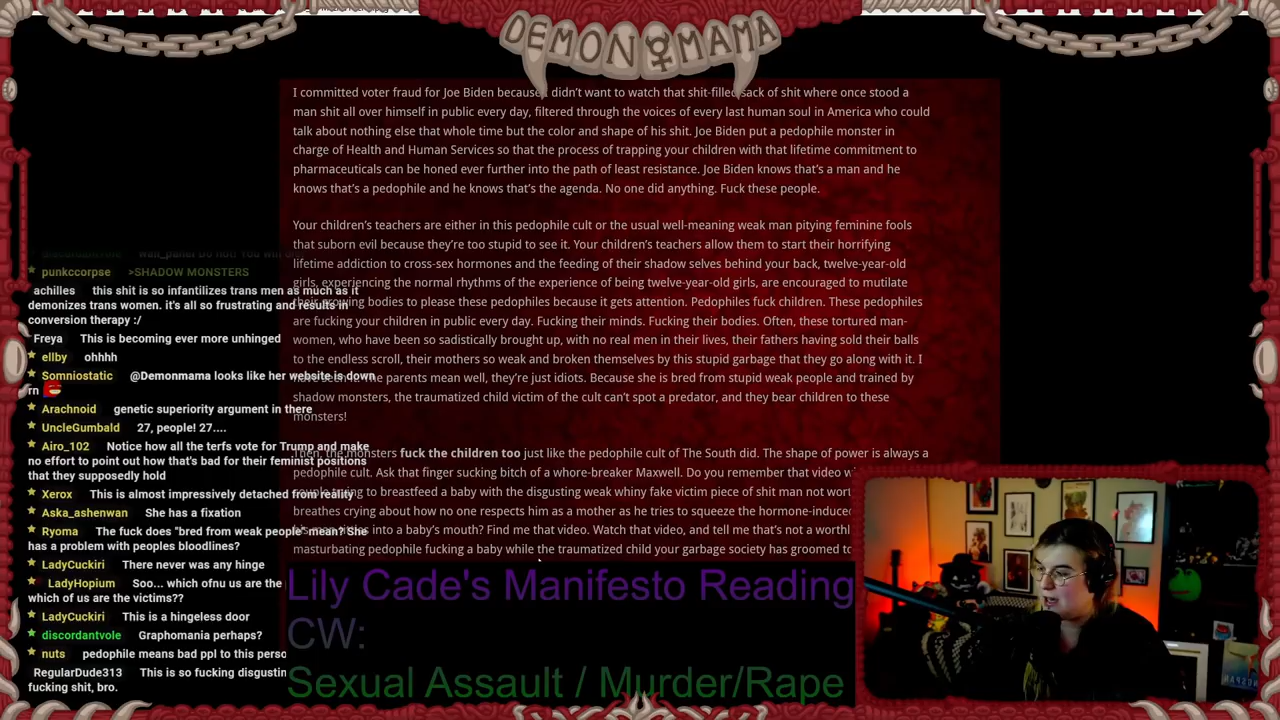 DEMON MAMA
I committed voter fraud for Joe Biden because I didn't want to watch that shit-filled sack of shit where once stood a
man shit all over himself in public every day, filtered through the voices of every last human soul in America who could
talk about nothing else that whole time but the color and shape of his shit. Joe Biden put a pedophile monster in
charge of Health and Human Services so that the process of trapping your children with that lifetime commitment to
pharmaceuticals can be honed ever further into the path of least resistance. Joe Biden knows that's a man and he
knows that's a pedophile and he knows that's the agenda. No one did anything. Fuck these people.
Your children's teachers are either in this pedophile cult or the usual well-meaning weak man pitying feminine fools
that suborn evil because they're too stupid to see it. Your children's teachers allow them to start their horrifying
lifetime addiction to cross-sex hormones and the feeding of their shadow selves behind your back, twelve-year-old
girls, experiencing the normal rhythms of the experience of being twelve-year-old girls, are encouraged to mutilate
their growing bodies to please these pedophiles because it gets attention. Pedophiles fuck children. These pedophiles
are fucking your children in public every day. Fucking their minds. Fucking their bodies. Often, these tortured man-
women, who have been so sadistically brought up, with no real men in their lives, their fathers having sold their balls
to the endless scroll, their mothers so weak and broken themselves by this stupid garbage that they go along with it. I
have seen it. The parents mean well, they're just idiots. Because she is bred from stupid weak people and trained by
shadow monsters, the traumatized child victim of the cult can't spot a predator, and they bear children to these
monsters!
Then, the monsters fuck the children too just like the pedophile cult of The South did. The shape of power is always a
pedophile cult. Ask that finger sucking bitch of a whore-breaker Maxwell. Do you remember that video w
trying to breastfeed a baby with the disgusting weak whiny fake victim piece of shit man not wort
breathes crying about how no one respects him as a mother as he tries to squeeze the hormone-induced
into a baby's mouth? Find me that video. Watch that video, and tell me that's not a worthl
masturbating pedophile fucking a baby while the traumatized child your garbage society has groomed to
punkccorpse >SHADOW MONSTERS
achilles this shit is so infantilizes trans men as much as it
demonizes trans women. it's all so frustrating and results in
conversion therapy :/
Freya This is becoming ever more unhinged
ellby ohhhh
Somniostatic @Demonmama looks like her website is down
rn
Arachnoid genetic superiority argument in there
UncleGumbald 27, people! 27....
Airo_102 Notice how all the terfs vote for Trump and make
no effort to point out how that's bad for their feminist positions
that they supposedly hold
Xerox This is almost impressively detached from reality
Aska_ashenwan She has a fixation
Ryoma The fuck does "bred from weak people" mean? She
has a problem with peoples bloodlines?
LadyCuckiri There never was any hinge
LadyHopium Soo... which ofnu us are the
which of us are the victims??
LadyCuckiri This is a hingeless door
discordantvole Graphomania perhaps?
nuts pedophile means bad ppl to this perso
RegularDude313 This is so fucking disgustin
fucking shit, bro.
Lily Cade's Manifesto Reading
CW:
Sexual Assault / Murder/Rape